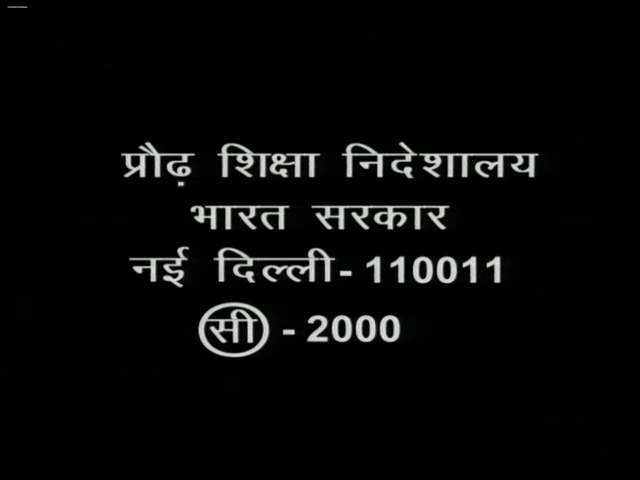 प्रौढ़ शिक्षा निदेशालय
भारत सरकार
नई दिल्ली - 110011
सी - 2000